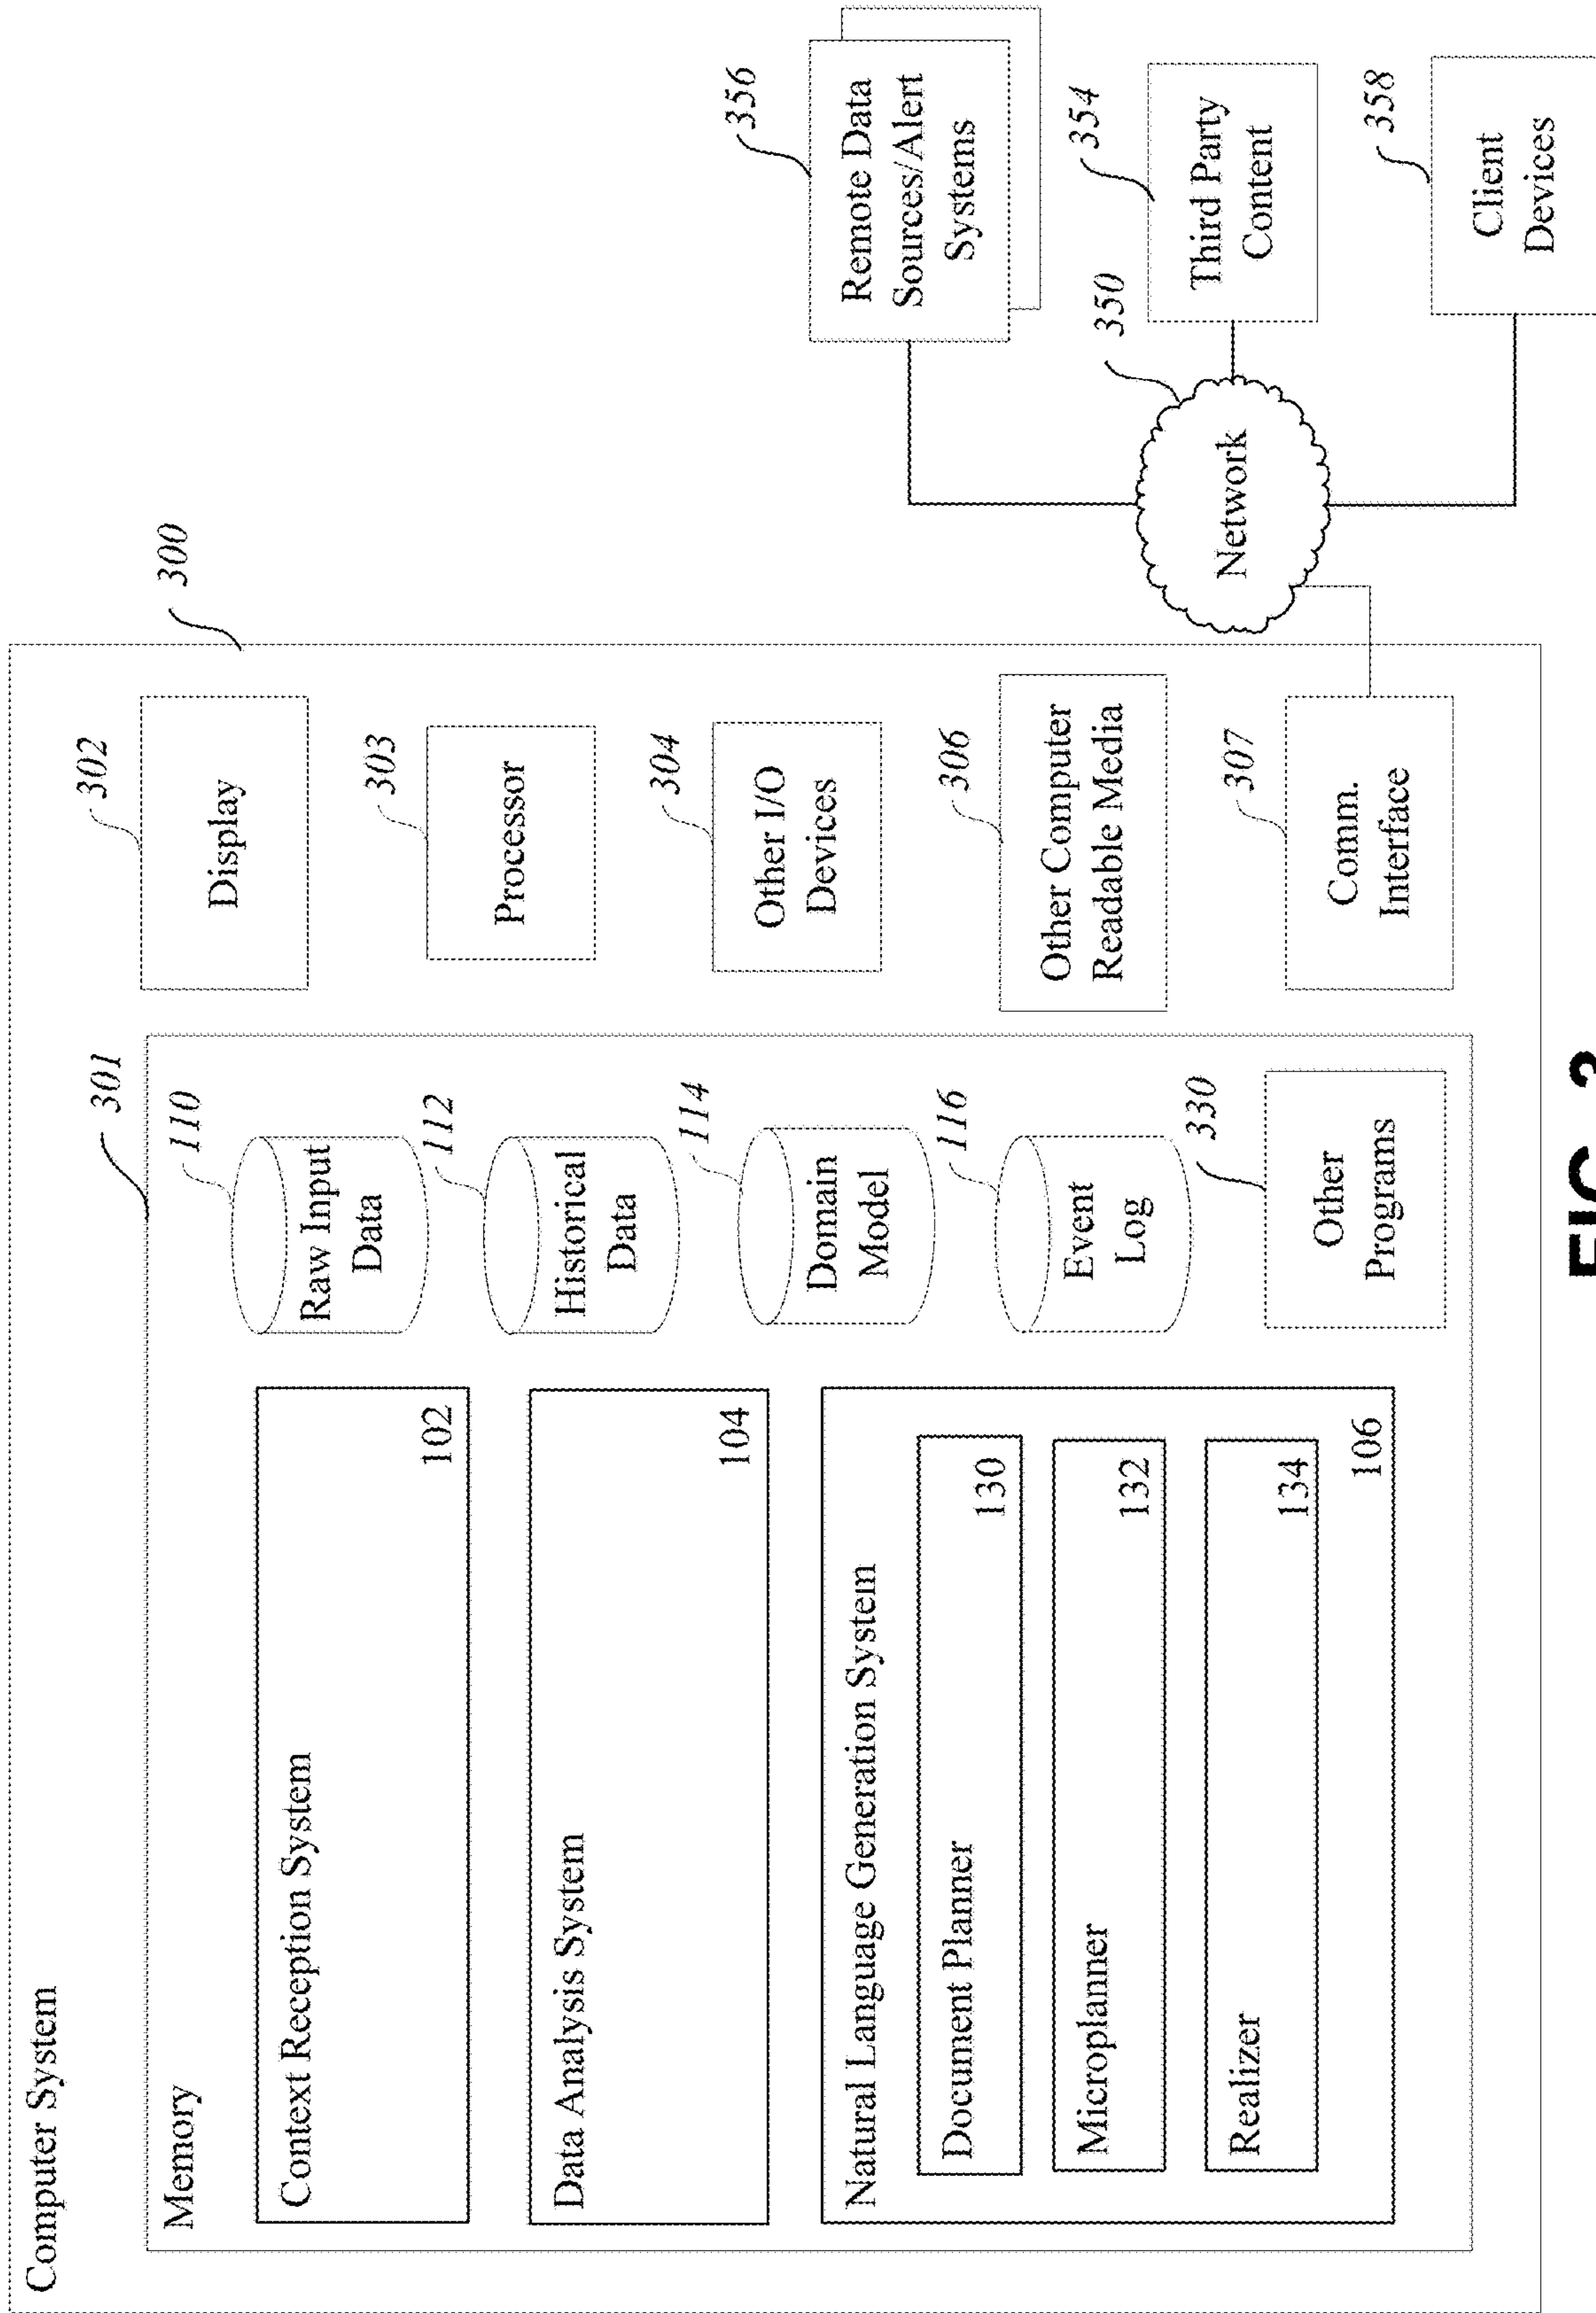 Computer System
300
Memory
301
Context Reception System
102
Data Analysis System
104
Natural Language Generation System
106
Document Planner
130
Microplanner
132
Realizer
134
110
Raw Input
Data
112
Historical
Data
114
Domain
Model
116
Event
Log
330
Other
Programs
302
Display
303
Processor
304
Other I/O
Devices
306
Other Computer
Readable Media
307
Comm.
Interface
350
Network
356
Remote Data
Sources/Alert
Systems
354
Third Party
Content
358
Client
Devices
FIG. 3